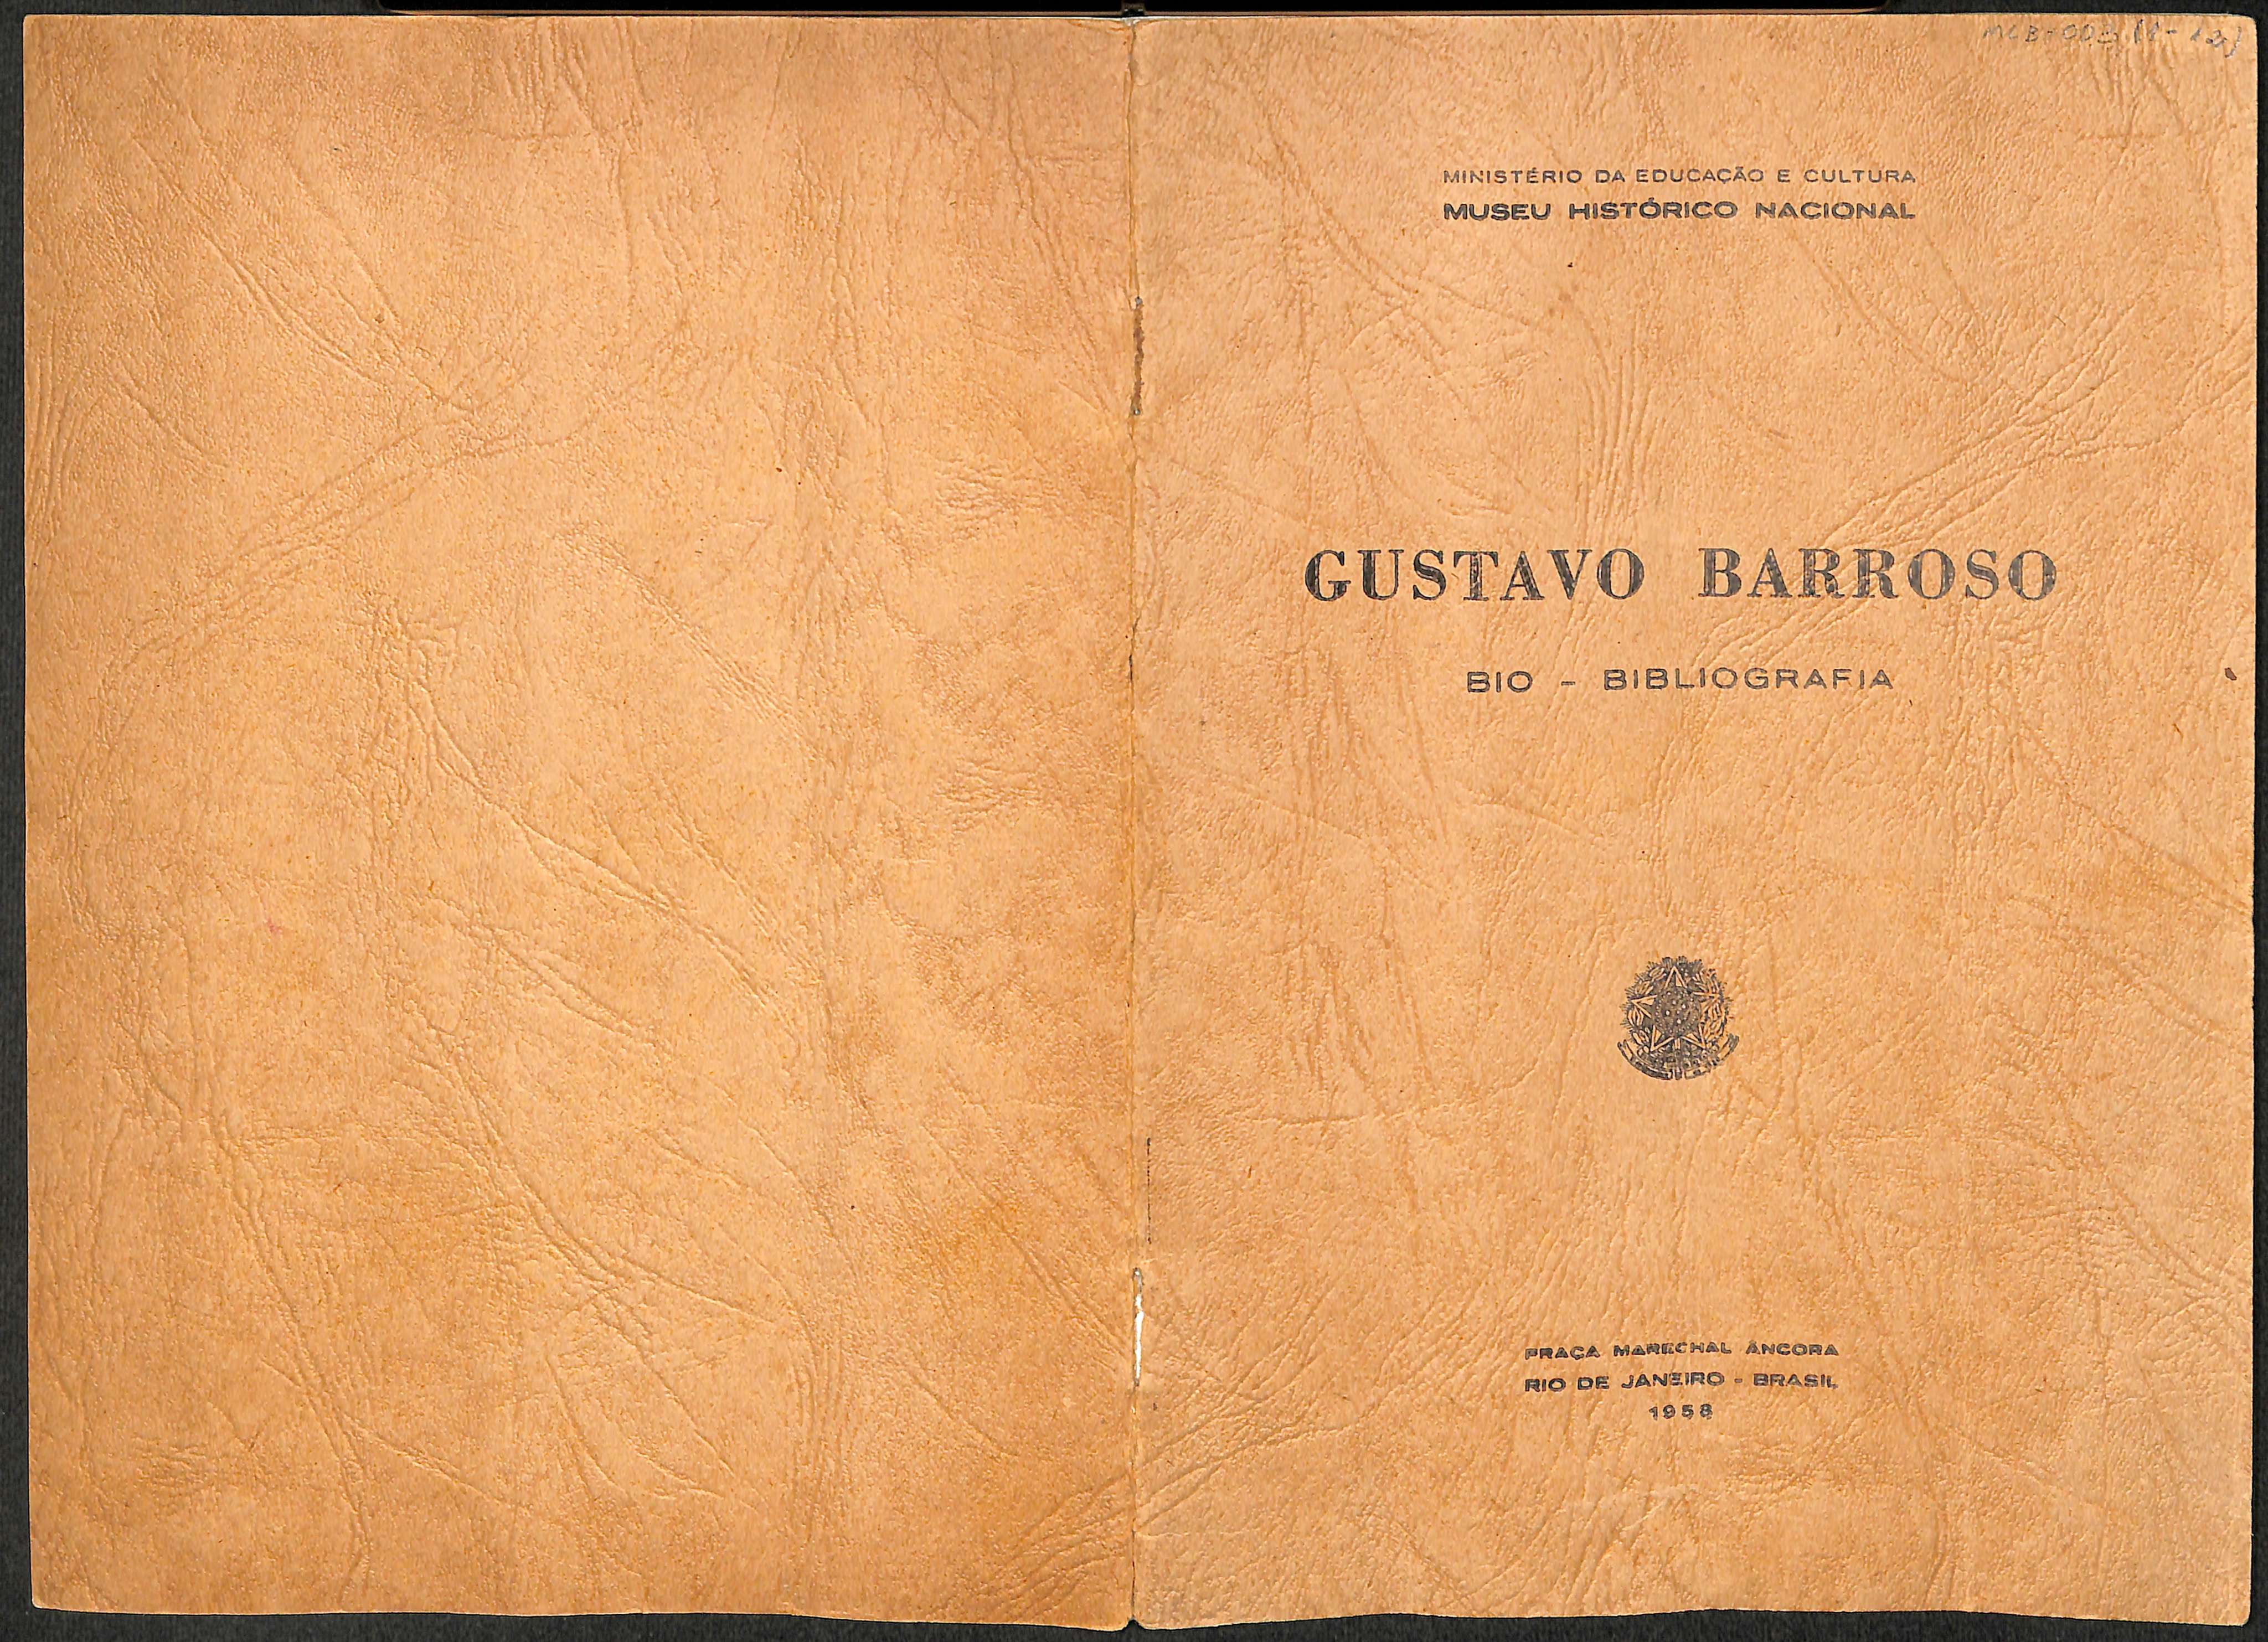 MINISTÉRIO DA EDUCAÇÃO E CULTURA
MUSEU HISTÓRICO NACIONAL
GUSTAVO BARROSO
BIO - BIBLIOGRAFIA
PRAÇA MARECHAL ÂNCORA
RIO DE JANEIRO - BRASIL
1958